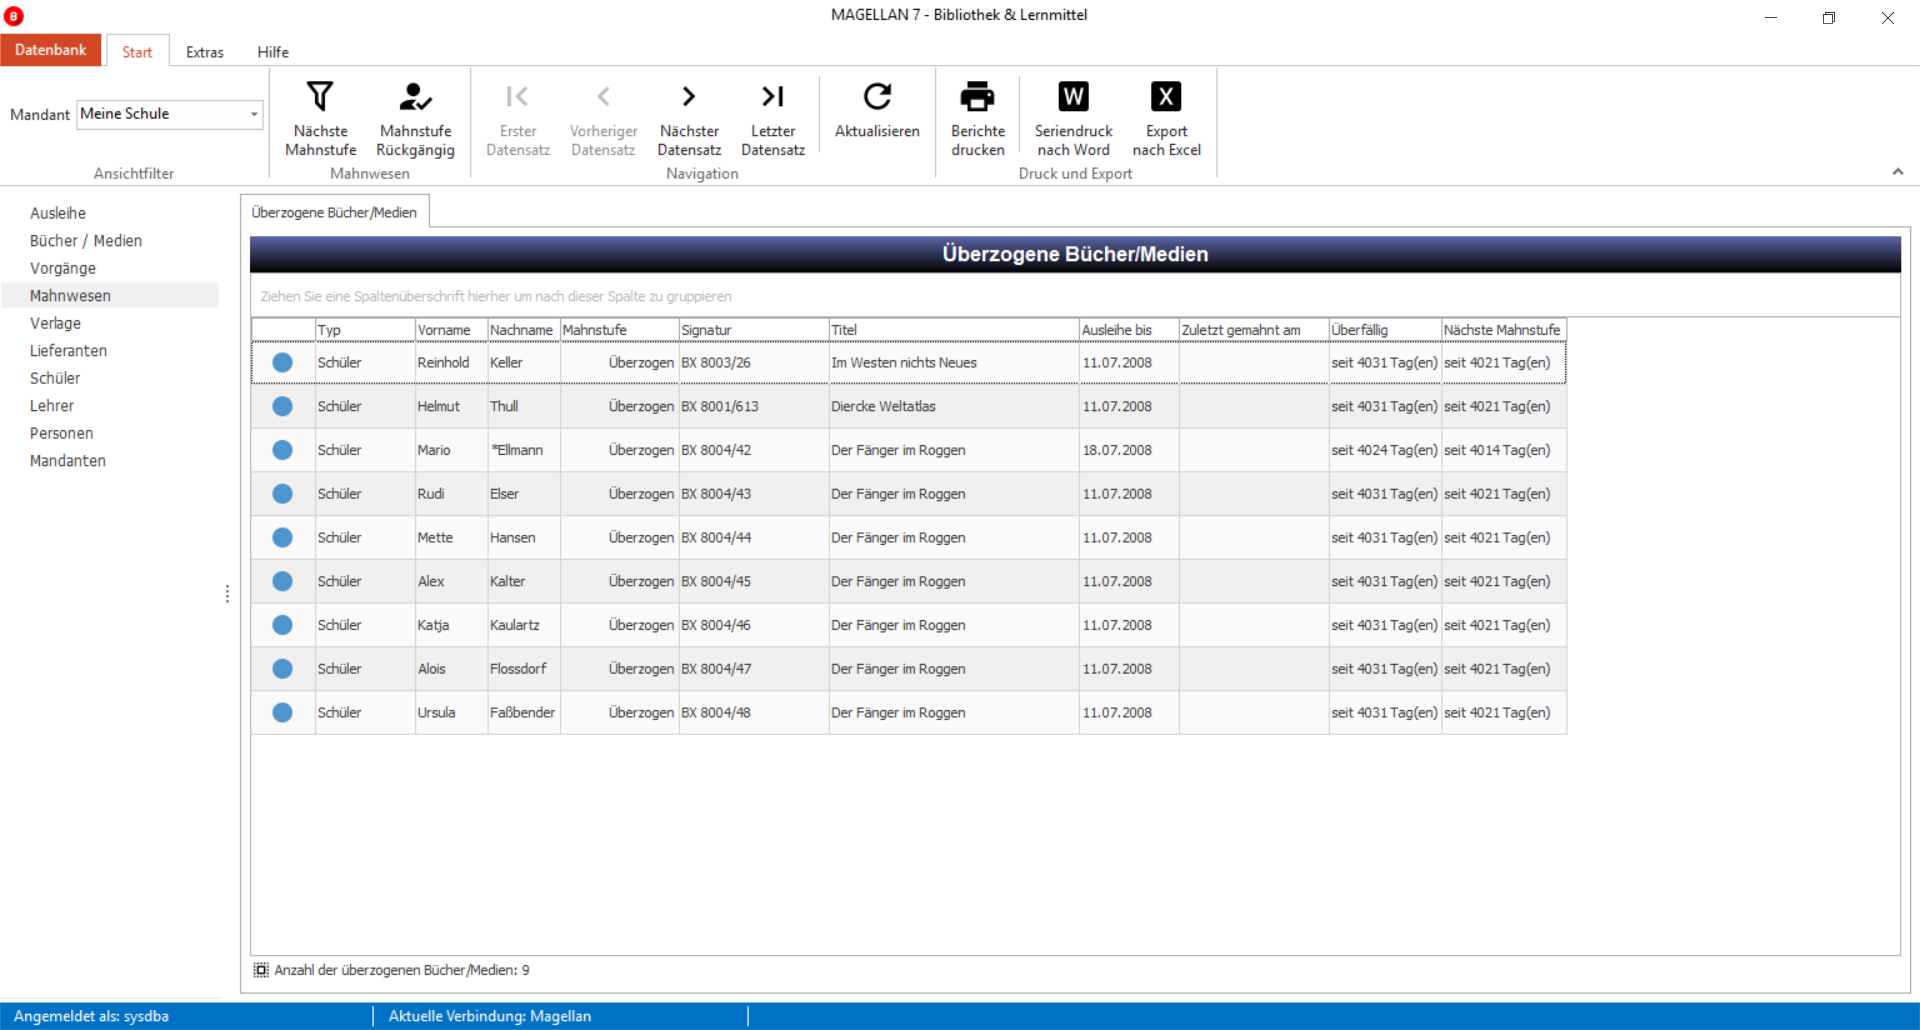 B
MAGELLAN 7 - Bibliothek & Lernmittel
Datenbank Start Extras Hilfe
Mandant Meine Schule
Ansichtfilter
Nächste Mahnstufe
Mahnstufe Rückgängig
Mahnwesen
Erster Datensatz
Vorheriger Datensatz
Nächster Datensatz
Letzter Datensatz
Navigation
Aktualisieren
Berichte drucken
W
Seriendruck nach Word
X
Export nach Excel
Druck und Export
Ausleihe
Bücher / Medien
Vorgänge
Mahnwesen
Verlage
Lieferanten
Schüler
Lehrer
Personen
Mandanten
Überzogene Bücher/Medien
Überzogene Bücher/Medien
Ziehen Sie eine Spaltenüberschrift hierher um nach dieser Spalte zu gruppieren
Typ Vorname Nachname Mahnstufe Signatur Titel Ausleihe bis Zuletzt gemahnt am Überfällig Nächste Mahnstufe
Schüler Reinhold Keller Überzogen BX 8003/26 Im Westen nichts Neues 11.07.2008 seit 4031 Tag(en) seit 4021 Tag(en)
Schüler Helmut Thull Überzogen BX 8001/613 Diercke Weltatlas 11.07.2008 seit 4031 Tag(en) seit 4021 Tag(en)
Schüler Mario *Ellmann Überzogen BX 8004/42 Der Fänger im Roggen 18.07.2008 seit 4024 Tag(en) seit 4014 Tag(en)
Schüler Rudi Elser Überzogen BX 8004/43 Der Fänger im Roggen 11.07.2008 seit 4031 Tag(en) seit 4021 Tag(en)
Schüler Mette Hansen Überzogen BX 8004/44 Der Fänger im Roggen 11.07.2008 seit 4031 Tag(en) seit 4021 Tag(en)
Schüler Alex Kalter Überzogen BX 8004/45 Der Fänger im Roggen 11.07.2008 seit 4031 Tag(en) seit 4021 Tag(en)
Schüler Katja Kaulartz Überzogen BX 8004/46 Der Fänger im Roggen 11.07.2008 seit 4031 Tag(en) seit 4021 Tag(en)
Schüler Alois Flossdorf Überzogen BX 8004/47 Der Fänger im Roggen 11.07.2008 seit 4031 Tag(en) seit 4021 Tag(en)
Schüler Ursula Faßbender Überzogen BX 8004/48 Der Fänger im Roggen 11.07.2008 seit 4031 Tag(en) seit 4021 Tag(en)
Anzahl der überzogenen Bücher/Medien: 9
Angemeldet als: sysdba Aktuelle Verbindung: Magellan